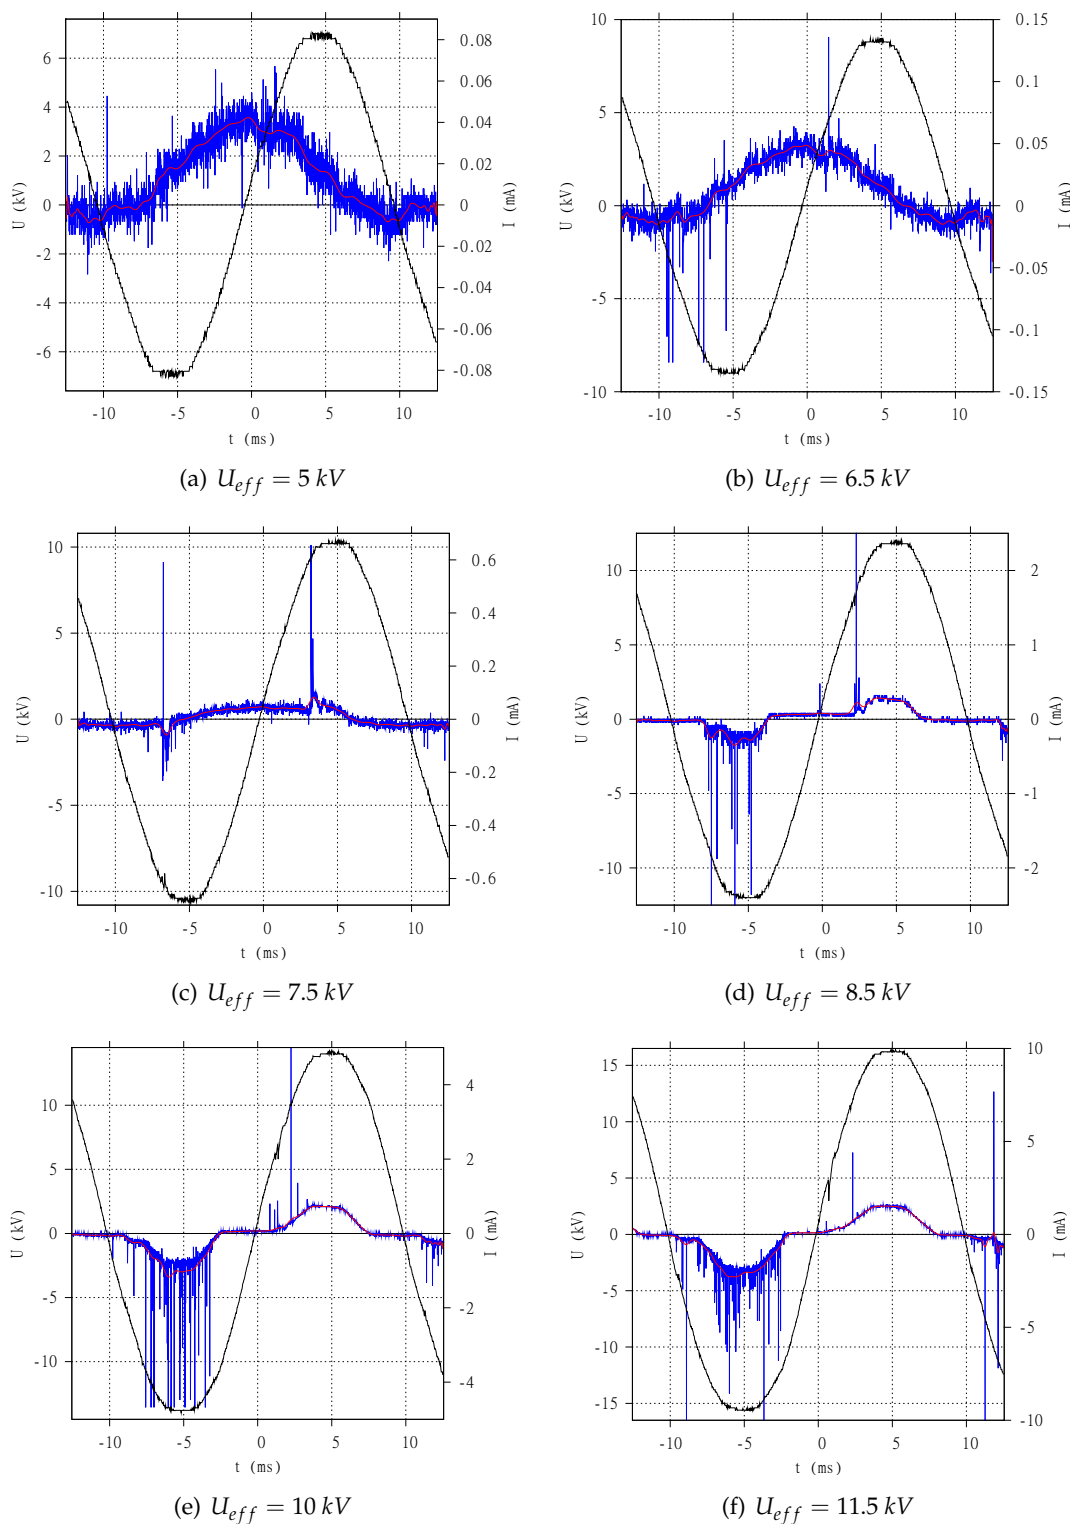 6 4 2 0 -2 -4 -6
U (kV)
0.08 0.06 0.04 0.02 0 -0.02 -0.04 -0.06 -0.08
I (mA)
-10 -5 0 5 10
t (ms)
(a) U_eff = 5 kV
10 5 0 -5 -10
U (kV)
0.15 0.1 0.05 0 -0.05 -0.1 -0.15
I (mA)
-10 -5 0 5 10
t (ms)
(b) U_eff = 6.5 kV
10 5 0 -5 -10
U (kV)
0.6 0.4 0.2 0 -0.2 -0.4 -0.6
I (mA)
-10 -5 0 5 10
t (ms)
(c) U_eff = 7.5 kV
10 5 0 -5 -10
U (kV)
2 1 0 -1 -2
I (mA)
-10 -5 0 5 10
t (ms)
(d) U_eff = 8.5 kV
10 5 0 -5 -10
U (kV)
4 2 0 -2 -4
I (mA)
-10 -5 0 5 10
t (ms)
(e) U_eff = 10 kV
15 10 5 0 -5 -10 -15
U (kV)
10 5 0 -5 -10
I (mA)
-10 -5 0 5 10
t (ms)
(f) U_eff = 11.5 kV